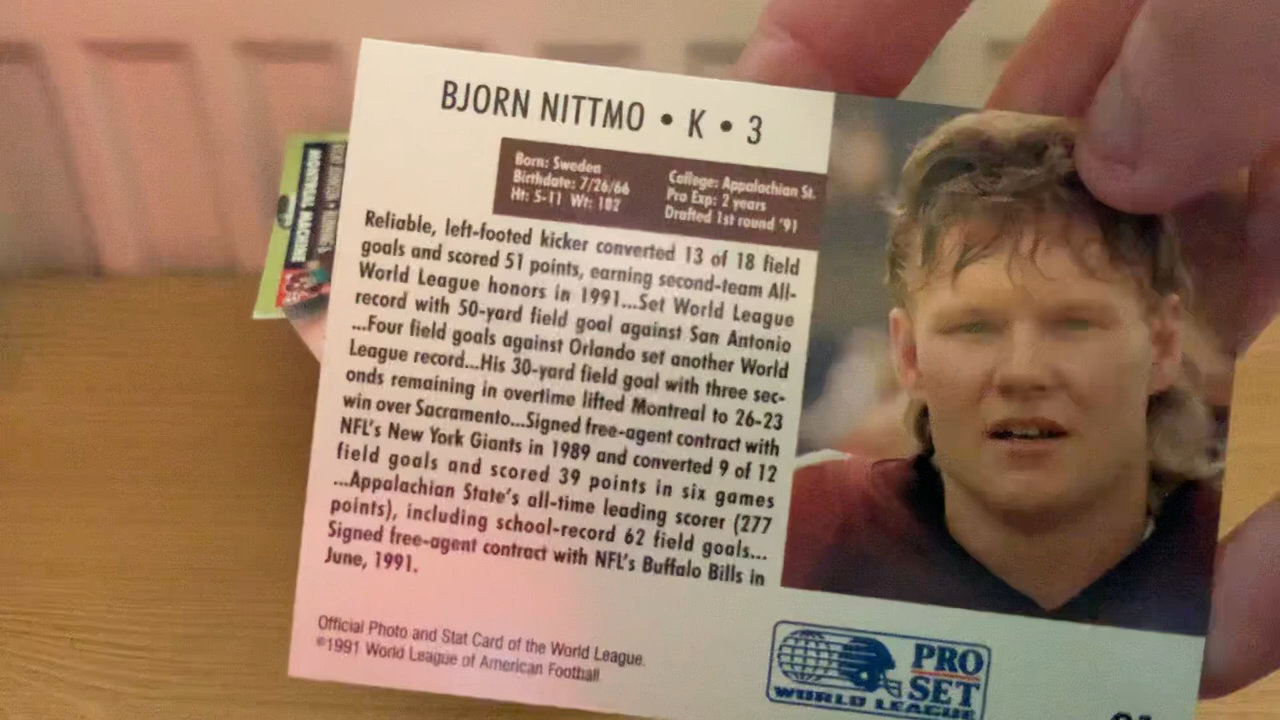 BJORN NITTMO • K • 3
Born: Sweden
Birthdate: 7/26/66
Ht: 5-11 Wt: 182
College: Appalachian St.
Pro Exp: 2 years
Drafted 1st round '91
Reliable, left-footed kicker converted 13 of 18 field
goals and scored 51 points, earning second-team All-
World League honors in 1991...Set World League
record with 50-yard field goal against San Antonio
...Four field goals against Orlando set another World
League record...His 30-yard field goal with three sec-
onds remaining in overtime lifted Montreal to 26-23
win over Sacramento...Signed free-agent contract with
NFL's New York Giants in 1989 and converted 9 of 12
field goals and scored 39 points in six games
...Appalachian State's all-time leading scorer (277
points), including school-record 62 field goals...
Signed free-agent contract with NFL's Buffalo Bills in
June, 1991.
Official Photo and Stat Card of the World League.
©1991 World League of American Football
PRO
SET
WORLD LEAGUE